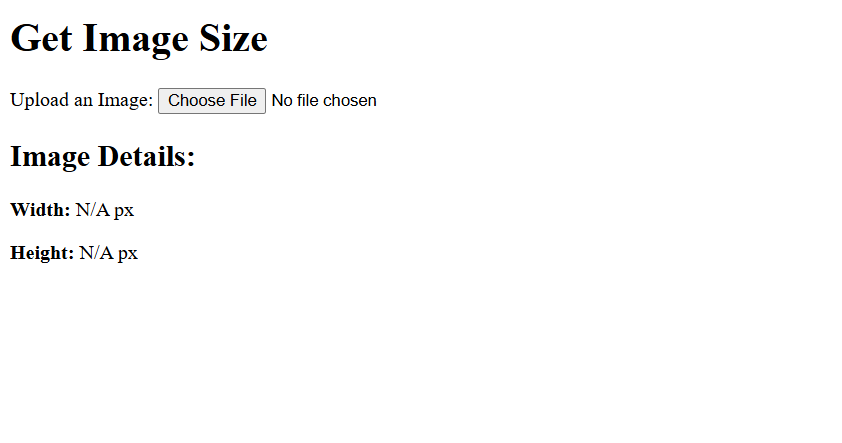 Get Image Size
Upload an Image: Choose File No file chosen
Image Details:
Width: N/A px
Height: N/A px